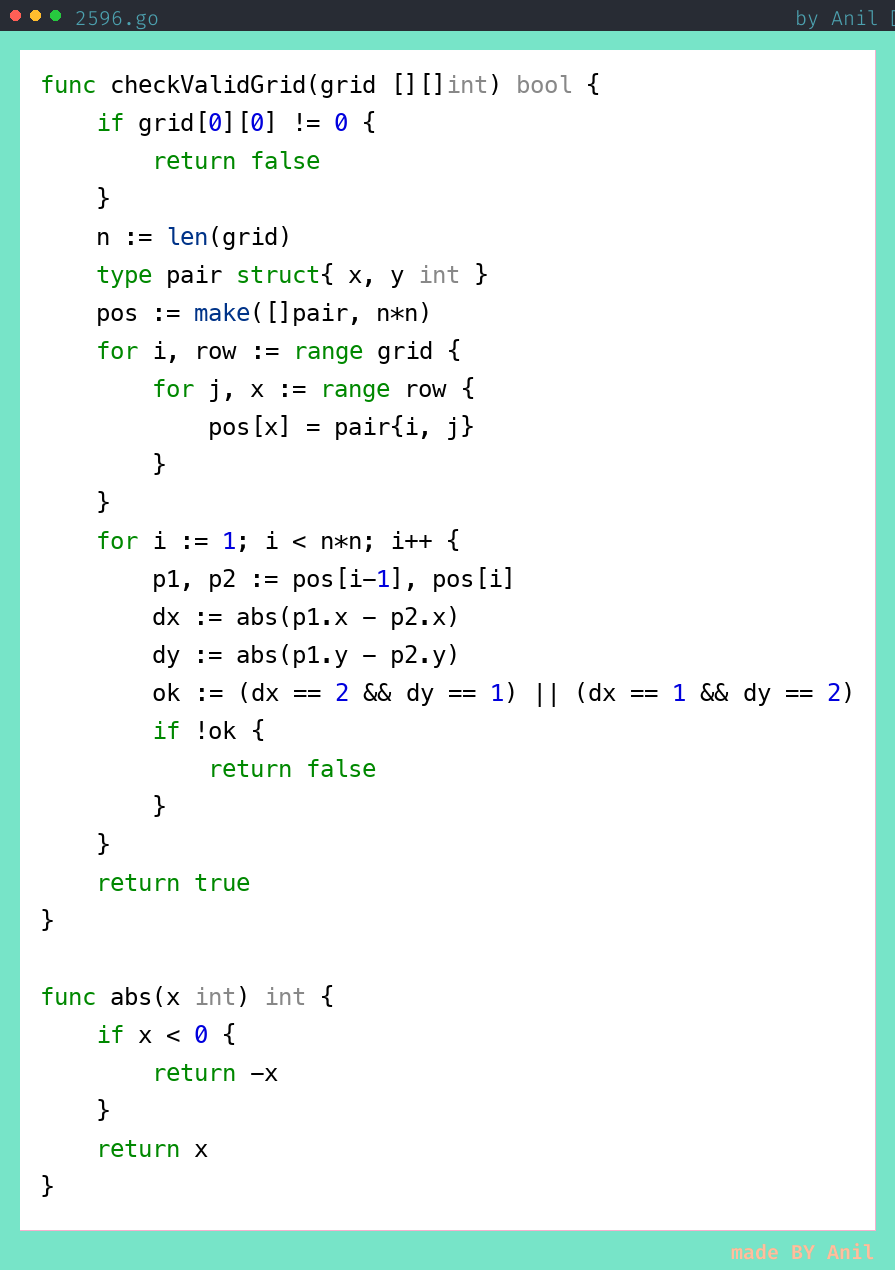 2596.go
by Anil
func checkValidGrid(grid [][]int) bool {
    if grid[0][0] != 0 {
        return false
    }
    n := len(grid)
    type pair struct{ x, y int }
    pos := make([]pair, n*n)
    for i, row := range grid {
        for j, x := range row {
            pos[x] = pair{i, j}
        }
    }
    for i := 1; i < n*n; i++ {
        p1, p2 := pos[i-1], pos[i]
        dx := abs(p1.x - p2.x)
        dy := abs(p1.y - p2.y)
        ok := (dx == 2 && dy == 1) || (dx == 1 && dy == 2)
        if !ok {
            return false
        }
    }
    return true
}

func abs(x int) int {
    if x < 0 {
        return -x
    }
    return x
}
made BY Anil